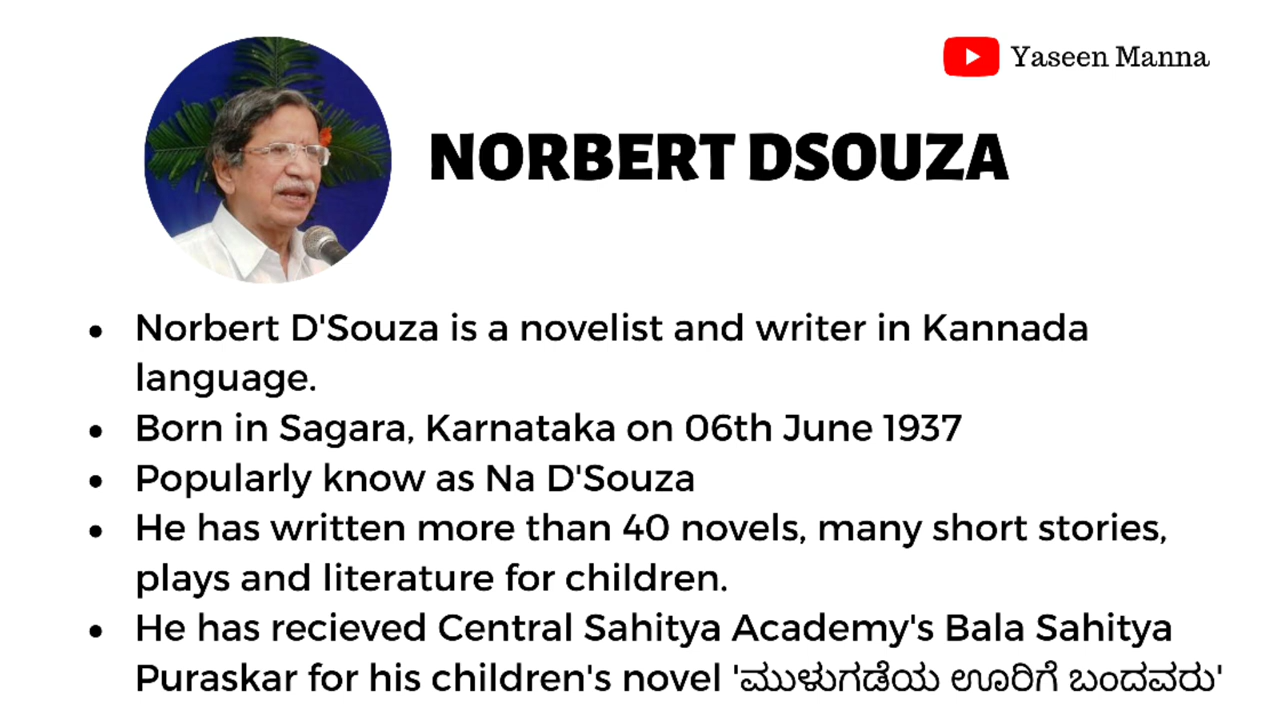 Yaseen Manna
NORBERT DSOUZA
• Norbert D'Souza is a novelist and writer in Kannada
language.
• Born in Sagara, Karnataka on 06th June 1937
• Popularly know as Na D'Souza
• He has written more than 40 novels, many short stories,
plays and literature for children.
• He has recieved Central Sahitya Academy's Bala Sahitya
Puraskar for his children's novel 'ಮುಳುಗಡೆಯ ಊರಿಗೆ ಬಂದವರು'